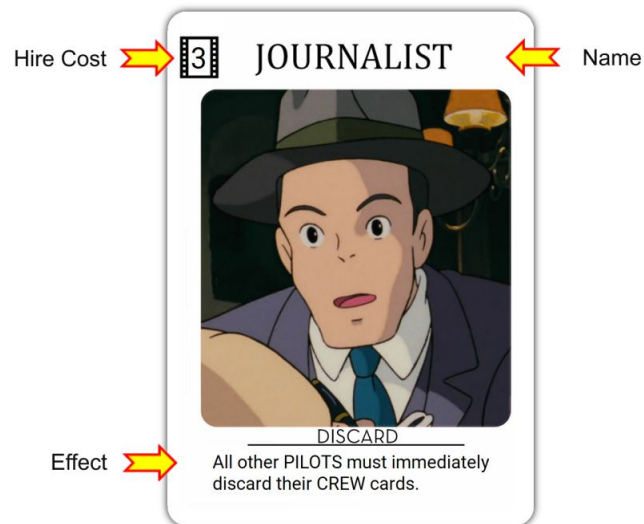 Hire Cost
3
JOURNALIST
Name
DISCARD
Effect
All other PILOTS must immediately
discard their CREW cards.